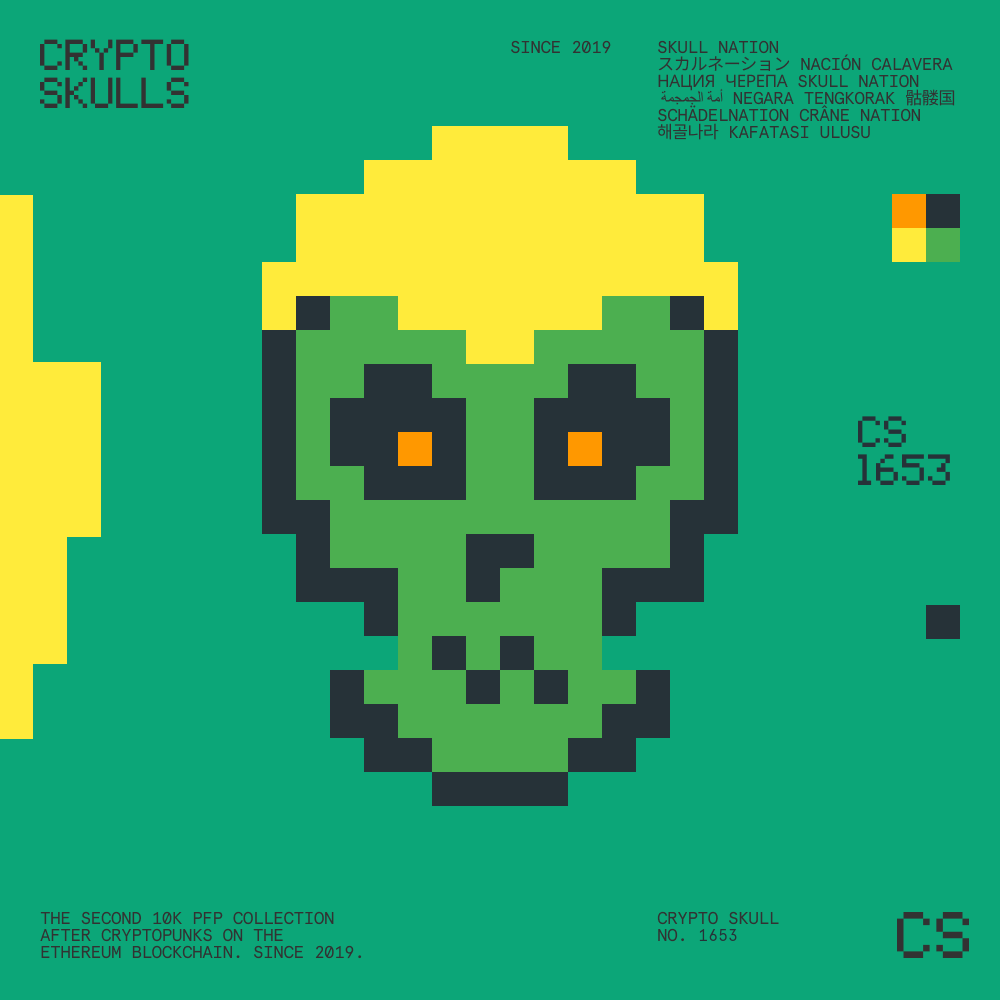 CRYPTO
SKULLS
SINCE 2019
SKULL NATION
スカルネーション NACIÓN CALAVERA
НАЦИЯ ЧЕРЕПА SKULL NATION
أمة الجمجمة NEGARA TENGKORAK 骷髅国
SCHÄDELNATION CRÂNE NATION
해골나라 KAFATASI ULUSU
CS
1653
THE SECOND 10K PFP COLLECTION
AFTER CRYPTOPUNKS ON THE
ETHEREUM BLOCKCHAIN. SINCE 2019.
CRYPTO SKULL
NO. 1653
CS